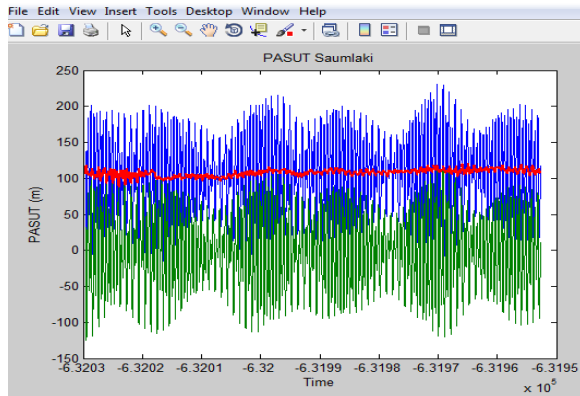 File Edit View Insert Tools Desktop Window Help
PASUT Saumlaki
250
200
150
100
50
0
-50
-100
-150
PASUT (m)
-6.3203 -6.3202 -6.3201 -6.32 -6.3199 -6.3198 -6.3197 -6.3196 -6.3195
Time
x 10⁵